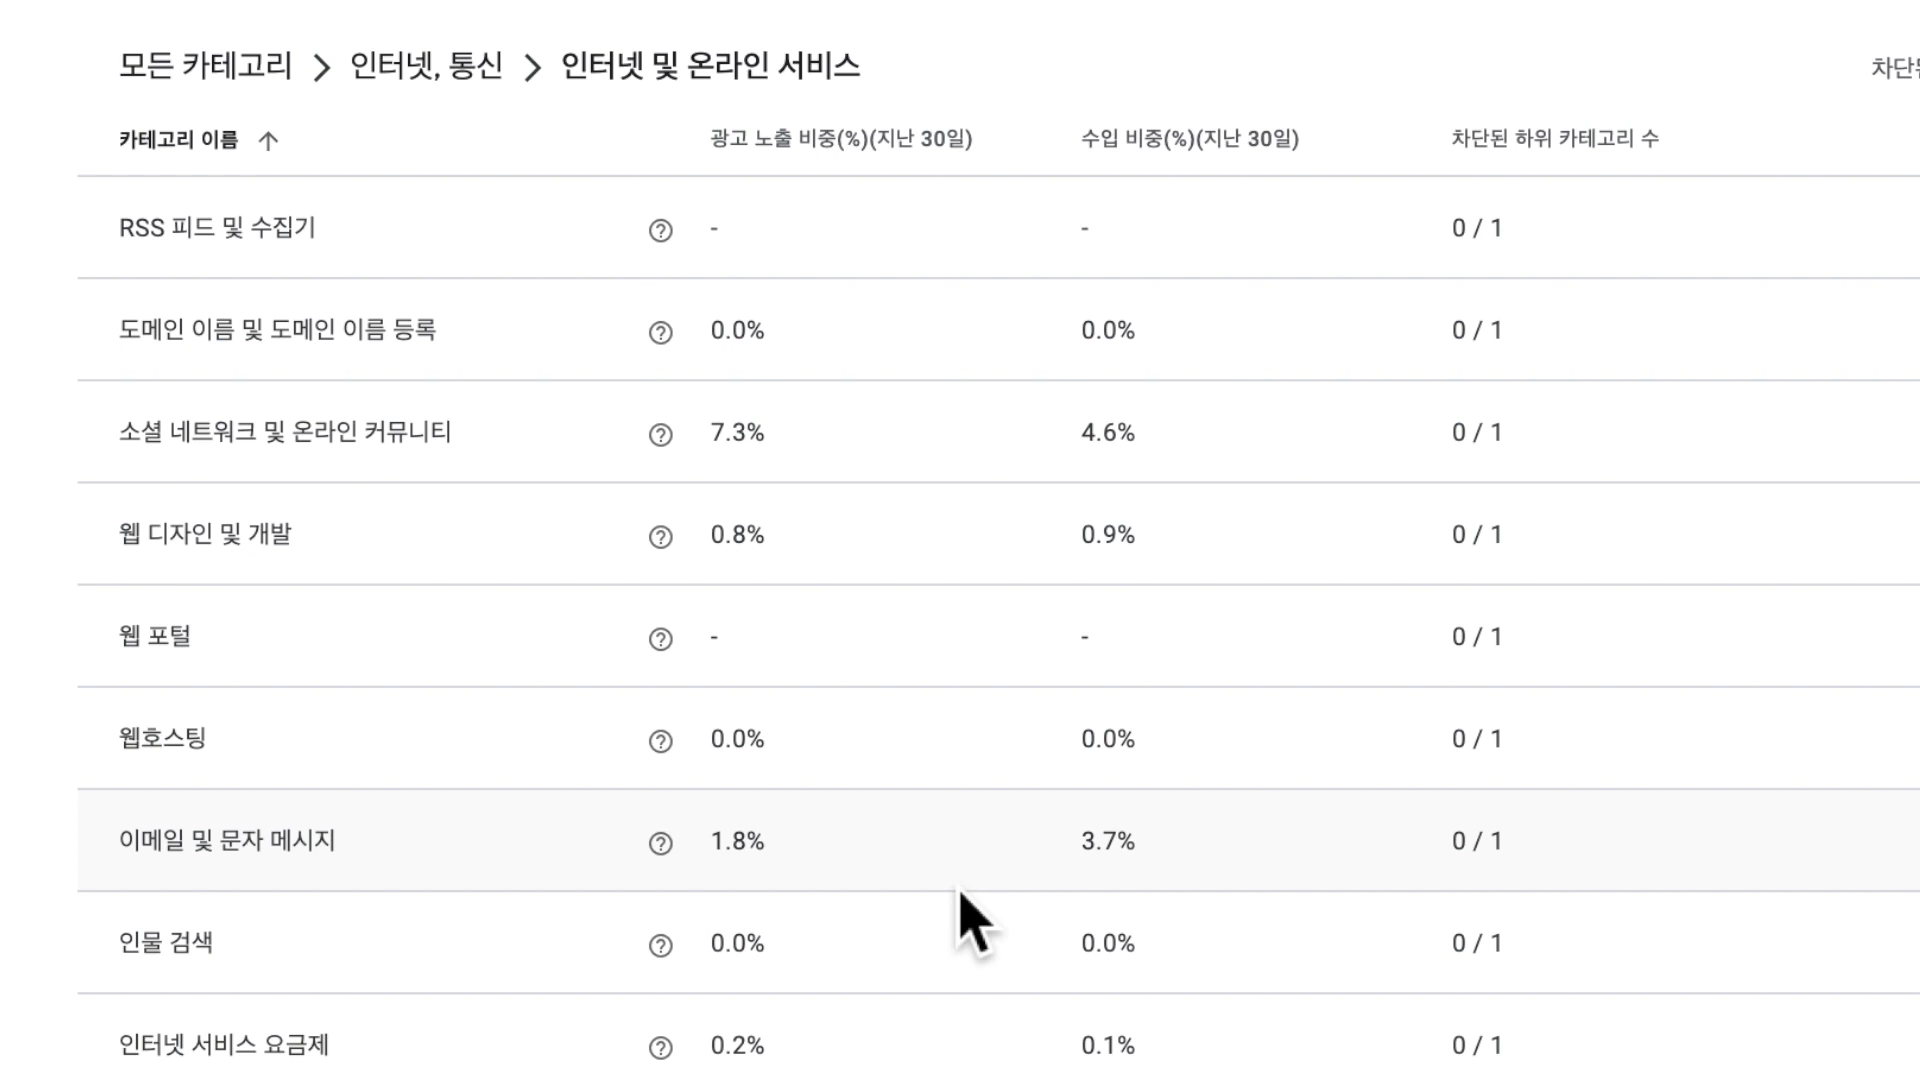 모든 카테고리 > 인터넷, 통신 > 인터넷 및 온라인 서비스
카테고리 이름 ↑ 광고 노출 비중(%)(지난 30일) 수입 비중(%)(지난 30일) 차단된 하위 카테고리 수
RSS 피드 및 수집기 - - 0 / 1
도메인 이름 및 도메인 이름 등록 0.0% 0.0% 0 / 1
소셜 네트워크 및 온라인 커뮤니티 7.3% 4.6% 0 / 1
웹 디자인 및 개발 0.8% 0.9% 0 / 1
웹 포털 - - 0 / 1
웹호스팅 0.0% 0.0% 0 / 1
이메일 및 문자 메시지 1.8% 3.7% 0 / 1
인물 검색 0.0% 0.0% 0 / 1
인터넷 서비스 요금제 0.2% 0.1% 0 / 1